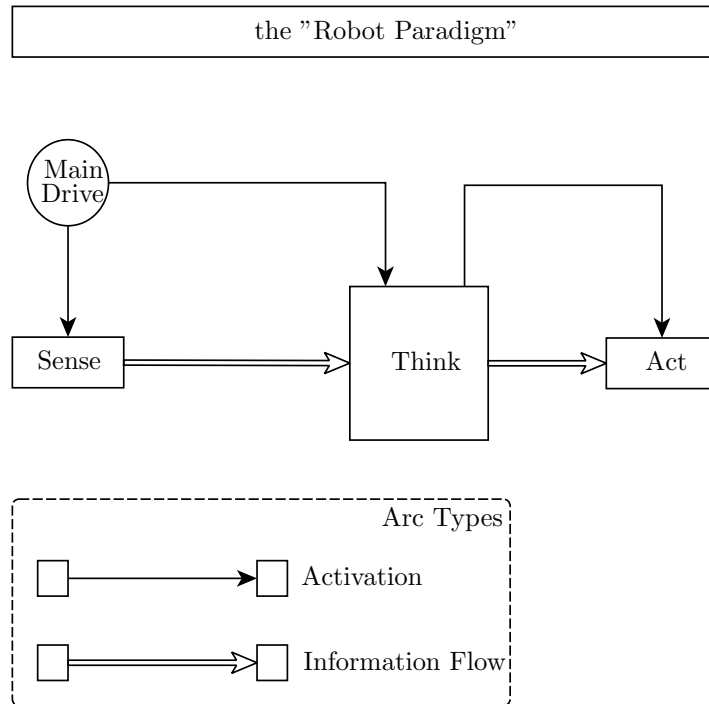 the ”Robot Paradigm”
Main
Drive
Sense
Think
Act
Arc Types
Activation
Information Flow